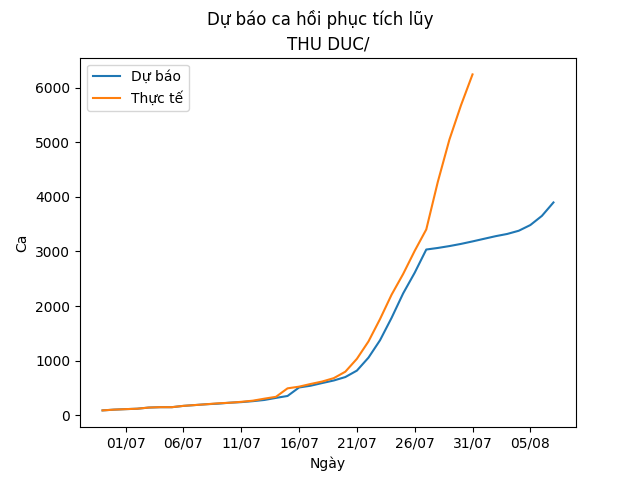 Dự báo ca hồi phục tích lũy
THU DUC/
Dự báo
Thực tế
6000
5000
4000
3000
2000
1000
0
Ca
01/07 06/07 11/07 16/07 21/07 26/07 31/07 05/08
Ngày